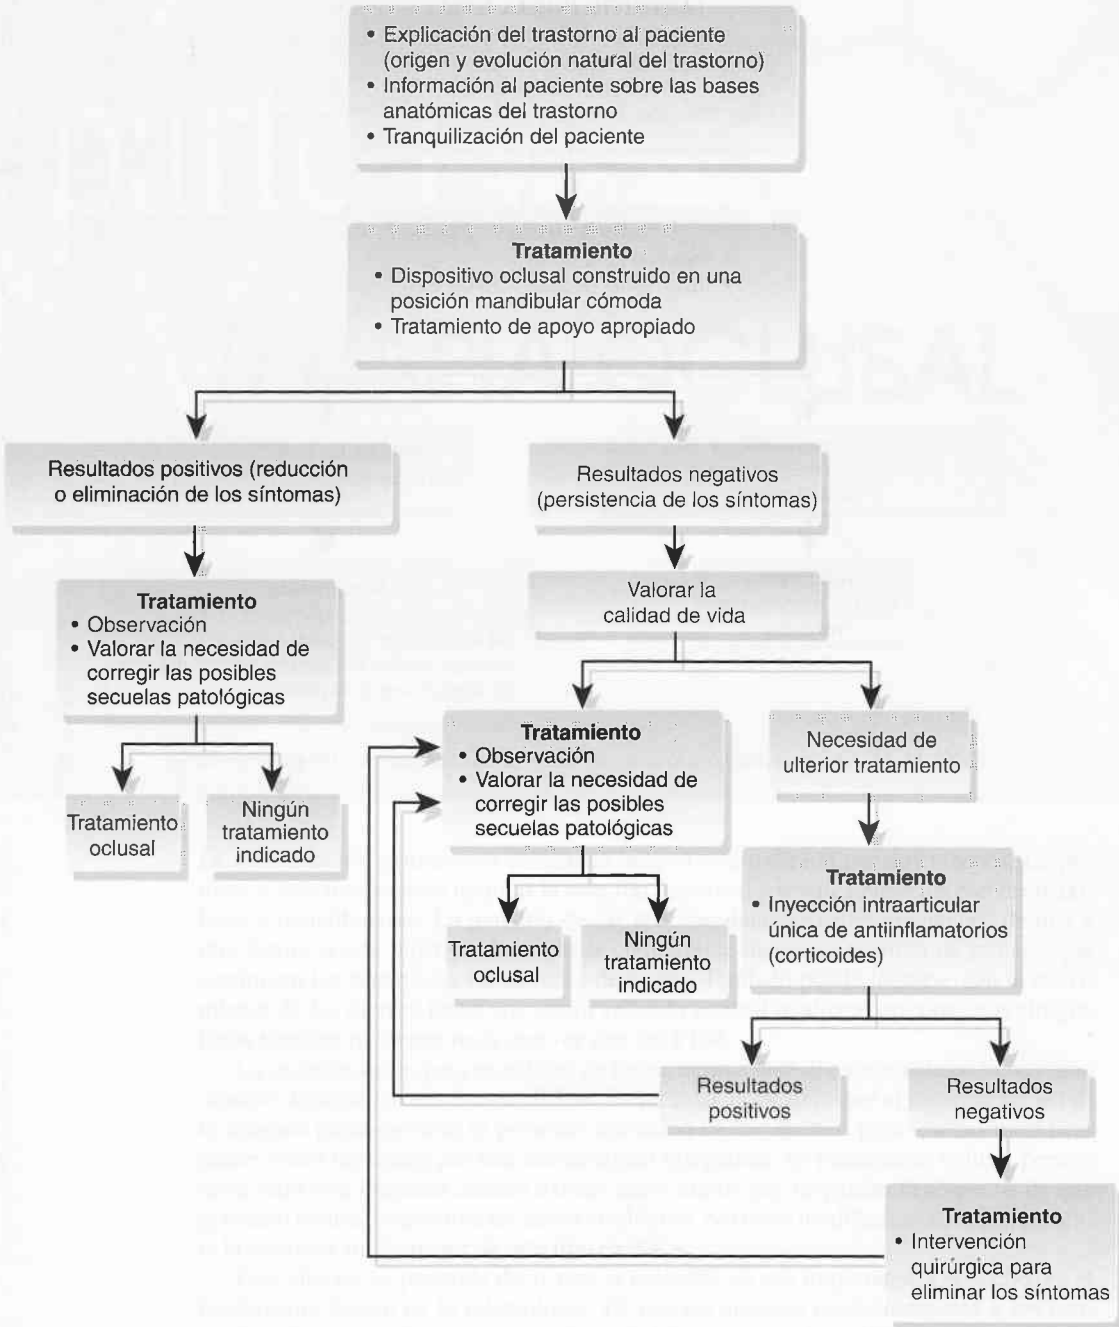 • Explicación del trastorno al paciente
(origen y evolución natural del trastorno)
• Información al paciente sobre las bases
anatómicas del trastorno
• Tranquilización del paciente
Tratamiento
• Dispositivo oclusal construido en una
posición mandibular cómoda
• Tratamiento de apoyo apropiado
Resultados positivos (reducción
o eliminación de los síntomas)
Resultados negativos
(persistencia de los síntomas)
Tratamiento
• Observación
• Valorar la necesidad de
corregir las posibles
secuelas patológicas
Valorar la
calidad de vida
Tratamiento
oclusal
Ningún
tratamiento
indicado
Tratamiento
• Observación
• Valorar la necesidad de
corregir las posibles
secuelas patológicas
Necesidad de
ulterior tratamiento
Tratamiento
oclusal
Ningún
tratamiento
indicado
Tratamiento
• Inyección intraarticular
única de antiinflamatorios
(corticoides)
Resultados
positivos
Resultados
negativos
Tratamiento
• Intervención
quirúrgica para
eliminar los síntomas